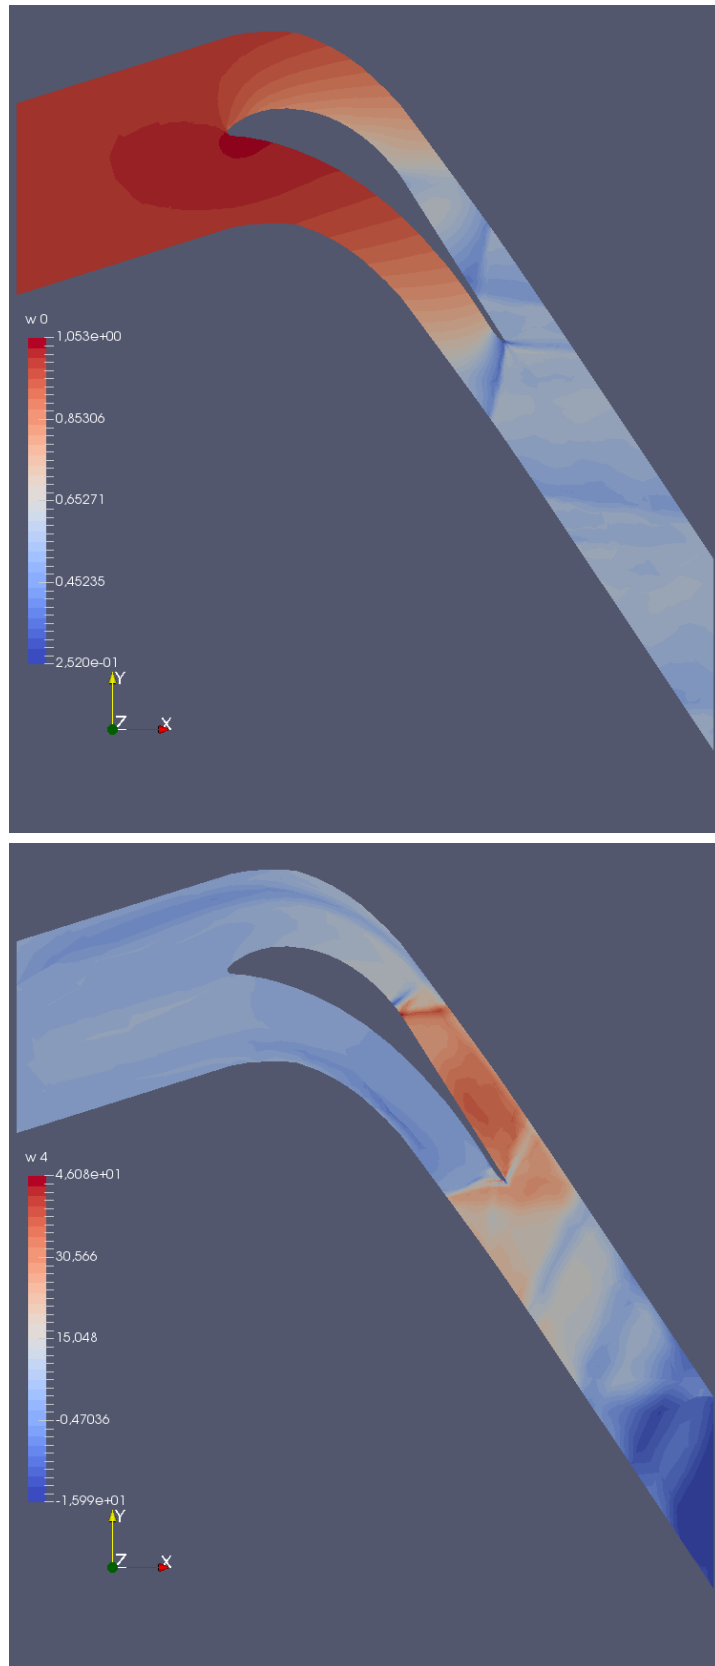 w 0
1,053e+00
0,85306
0,65271
0,45235
2,520e-01
Y
Z X
w 4
4,608e+01
30,566
15,048
-0,47036
-1,599e+01
Y
Z X